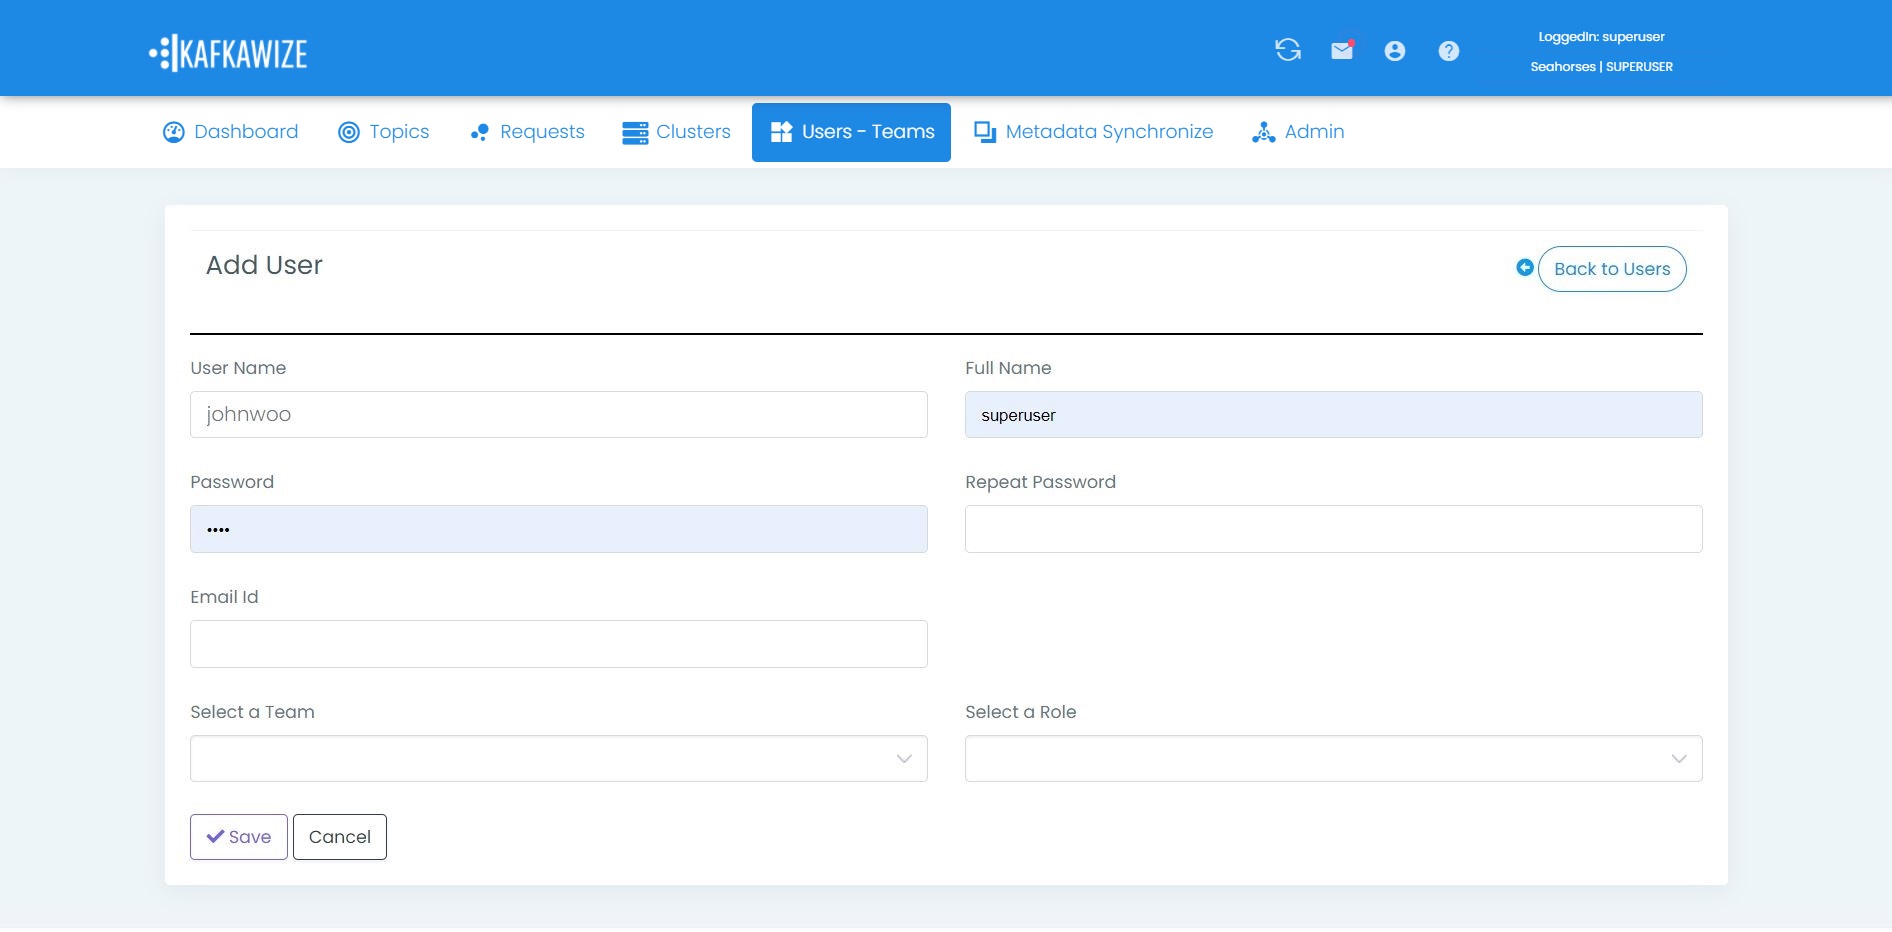 KAFKAWIZE
LoggedIn: superuser
Seahorses | SUPERUSER
Dashboard
Topics
Requests
Clusters
Users - Teams
Metadata Synchronize
Admin
Add User
Back to Users
User Name
Full Name
johnwoo
superuser
Password
Repeat Password
••••
Email Id
Select a Team
Select a Role
Save
Cancel